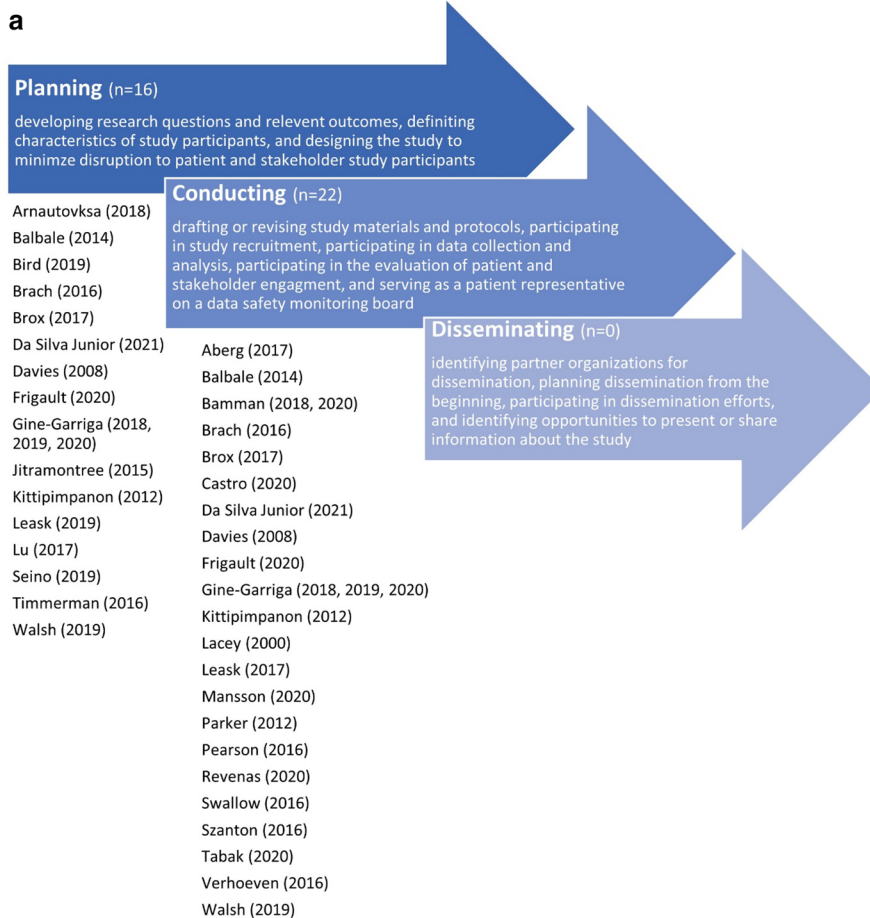 a
Planning (n=16)
developing research questions and relevent outcomes, definiting
characteristics of study participants, and designing the study to
minimze disruption to patient and stakeholder study participants
Arnautovksa (2018)
Balbale (2014)
Bird (2019)
Brach (2016)
Brox (2017)
Da Silva Junior (2021)
Davies (2008)
Frigault (2020)
Gine-Garriga (2018,
2019, 2020)
Jitramontree (2015)
Kittipimpanon (2012)
Leask (2019)
Lu (2017)
Seino (2019)
Timmerman (2016)
Walsh (2019)
Conducting (n=22)
drafting or revising study materials and protocols, participating
in study recruitment, participating in data collection and
analysis, participating in the evaluation of patient and
stakeholder engagment, and serving as a patient representative
on a data safety monitoring board
Aberg (2017)
Balbale (2014)
Bamman (2018, 2020)
Brach (2016)
Brox (2017)
Castro (2020)
Da Silva Junior (2021)
Davies (2008)
Frigault (2020)
Gine-Garriga (2018, 2019, 2020)
Kittipimpanon (2012)
Lacey (2000)
Leask (2017)
Mansson (2020)
Parker (2012)
Pearson (2016)
Revenas (2020)
Swallow (2016)
Szanton (2016)
Tabak (2020)
Verhoeven (2016)
Walsh (2019)
Disseminating (n=0)
identifying partner organizations for
dissemination, planning dissemination from the
beginning, participating in dissemination efforts,
and identifying opportunities to present or share
information about the study